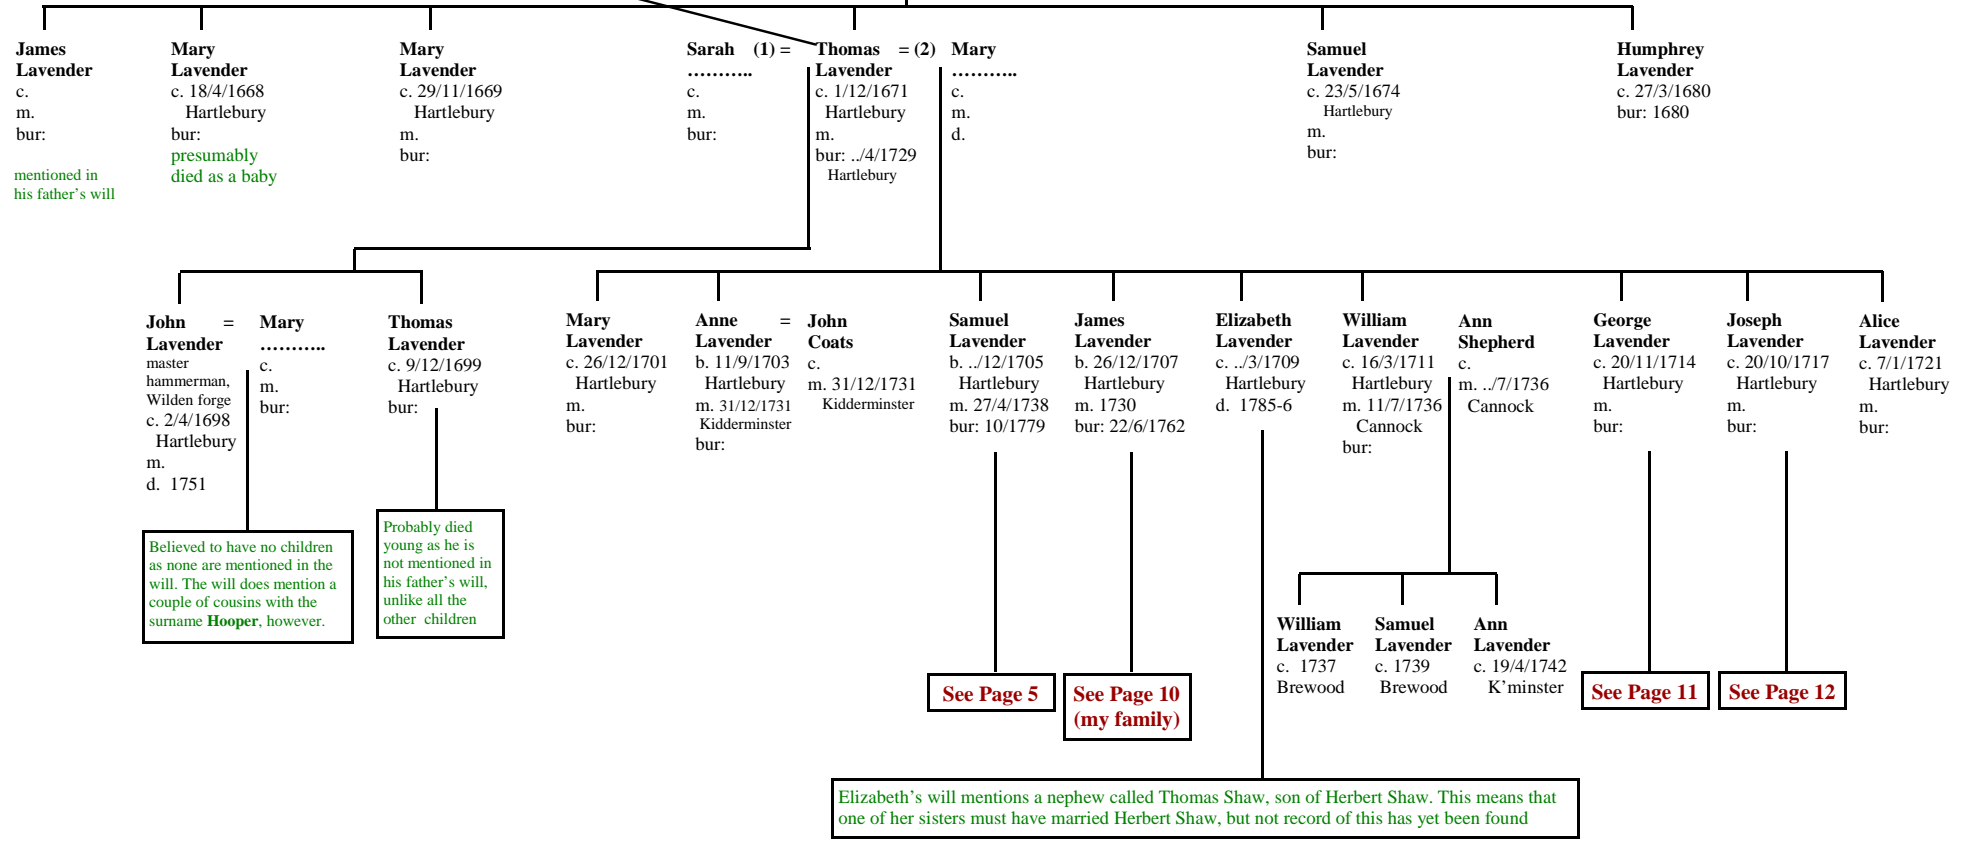 James
Lavender
c.
m.
bur:
mentioned in
his father's will
Mary
Lavender
c. 18/4/1668
Hartlebury
bur:
presumably
died as a baby
Mary
Lavender
c. 29/11/1669
Hartlebury
m.
bur:
Sarah (1) =
………..
c.
m.
bur:
Thomas = (2)
Lavender
c. 1/12/1671
Hartlebury
m.
bur: ../4/1729
Hartlebury
Mary
………..
c.
m.
d.
Samuel
Lavender
c. 23/5/1674
Hartlebury
m.
bur:
Humphrey
Lavender
c. 27/3/1680
bur: 1680
John =
Lavender
master
hammerman,
Wilden forge
c. 2/4/1698
Hartlebury
m.
d. 1751
Mary
………..
c.
m.
bur:
Thomas
Lavender
c. 9/12/1699
Hartlebury
bur:
Mary
Lavender
c. 26/12/1701
Hartlebury
m.
bur:
Anne =
Lavender
b. 11/9/1703
Hartlebury
m. 31/12/1731
Kidderminster
bur:
John
Coats
c.
m. 31/12/1731
Kidderminster
Samuel
Lavender
b. ../12/1705
Hartlebury
m. 27/4/1738
bur: 10/1779
James
Lavender
b. 26/12/1707
Hartlebury
m. 1730
bur: 22/6/1762
Elizabeth
Lavender
c. ../3/1709
Hartlebury
d. 1785-6
William
Lavender
c. 16/3/1711
Hartlebury
m. 11/7/1736
Cannock
bur:
Ann
Shepherd
c.
m. ../7/1736
Cannock
George
Lavender
c. 20/11/1714
Hartlebury
m.
bur:
Joseph
Lavender
c. 20/10/1717
Hartlebury
m.
bur:
Alice
Lavender
c. 7/1/1721
Hartlebury
m.
bur:
Believed to have no children
as none are mentioned in the
will. The will does mention a
couple of cousins with the
surname Hooper, however.
Probably died
young as he is
not mentioned in
his father's will,
unlike all the
other children
William
Lavender
c. 1737
Brewood
Samuel
Lavender
c. 1739
Brewood
Ann
Lavender
c. 19/4/1742
K'minster
See Page 5
See Page 10
(my family)
See Page 11
See Page 12
Elizabeth's will mentions a nephew called Thomas Shaw, son of Herbert Shaw. This means that
one of her sisters must have married Herbert Shaw, but not record of this has yet been found